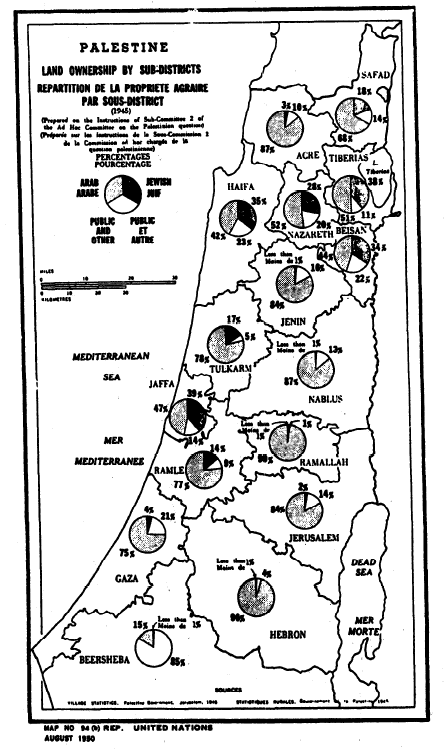 PALESTINE
LAND OWNERSHIP BY SUB-DISTRICTS
REPARTITION DE LA PROPRIETE AGRAIRE
PAR SOUS-DISTRICT
(1945)
(Prepared on the Instructions of Sub-Committee 2 of
the Ad Hoc Committee on the Palestinian question)
(Préparée sur les instructions de la Sous-Commission 2
de la Commission ad hoc chargée de la
question palestinienne)
PERCENTAGES
POURCENTAGE
ARAB
ARABE
JEWISH
JUIF
PUBLIC
AND
OTHER
PUBLIC
ET
AUTRE
MILES
10
20
30
KILOMETRES
10
20
30
SAFAD
18%
14%
68%
3%
10%
87%
ACRE
TIBERIAS
L.
Tiberias
38%
51%
11%
HAIFA
35%
42%
23%
28%
52%
20%
NAZARETH
BEISAN
34%
44%
22%
Less than
Moins de 1%
16%
84%
JENIN
17%
5%
78%
TULKARM
Less than
Moins de 1%
13%
87%
NABLUS
MEDITERRANEAN
SEA
MER
MEDITERRANEE
JAFFA
39%
47%
14%
14%
9%
77%
RAMLE
Less than
Moins de
1%
1%
RAMALLAH
2%
14%
84%
JERUSALEM
4%
21%
75%
GAZA
Less than
Moins de 1%
4%
96%
HEBRON
DEAD
SEA
MER
MORTE
15%
Less than
Moins de 1%
85%
BEERSHEBA
SOURCES
VILLAGE STATISTICS, Palestine Government, Jerusalem, 1945
STATISTIQUES RURALES, Gouvernement
MAP NO 94 (b) REP. UNITED NATIONS
AUGUST 1950